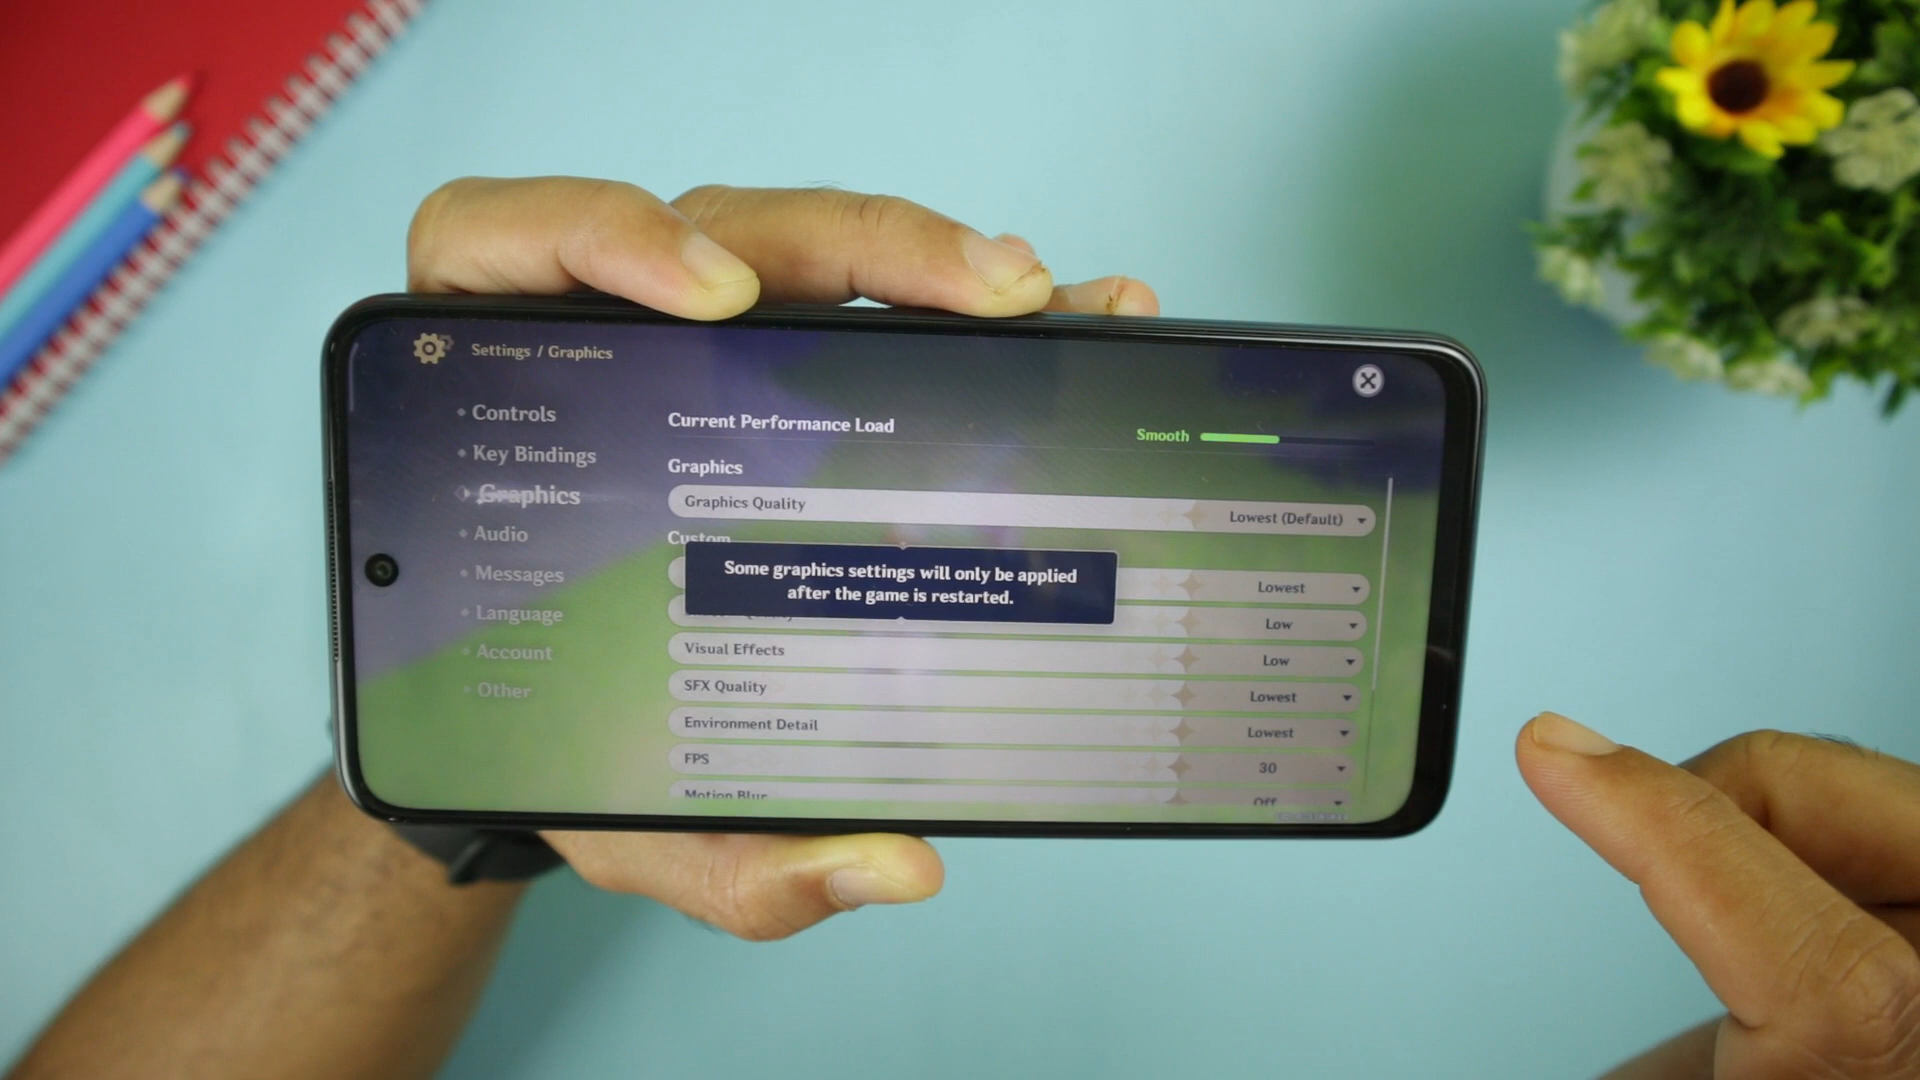 Settings / Graphics
Controls
Key Bindings
Graphics
Audio
Messages
Language
Account
Other
Current Performance Load
Smooth
Graphics
Graphics Quality
Lowest (Default)
Custom
Some graphics settings will only be applied
after the game is restarted.
Lowest
Low
Visual Effects
Low
SFX Quality
Lowest
Environment Detail
Lowest
FPS
30
Motion Blur
Off